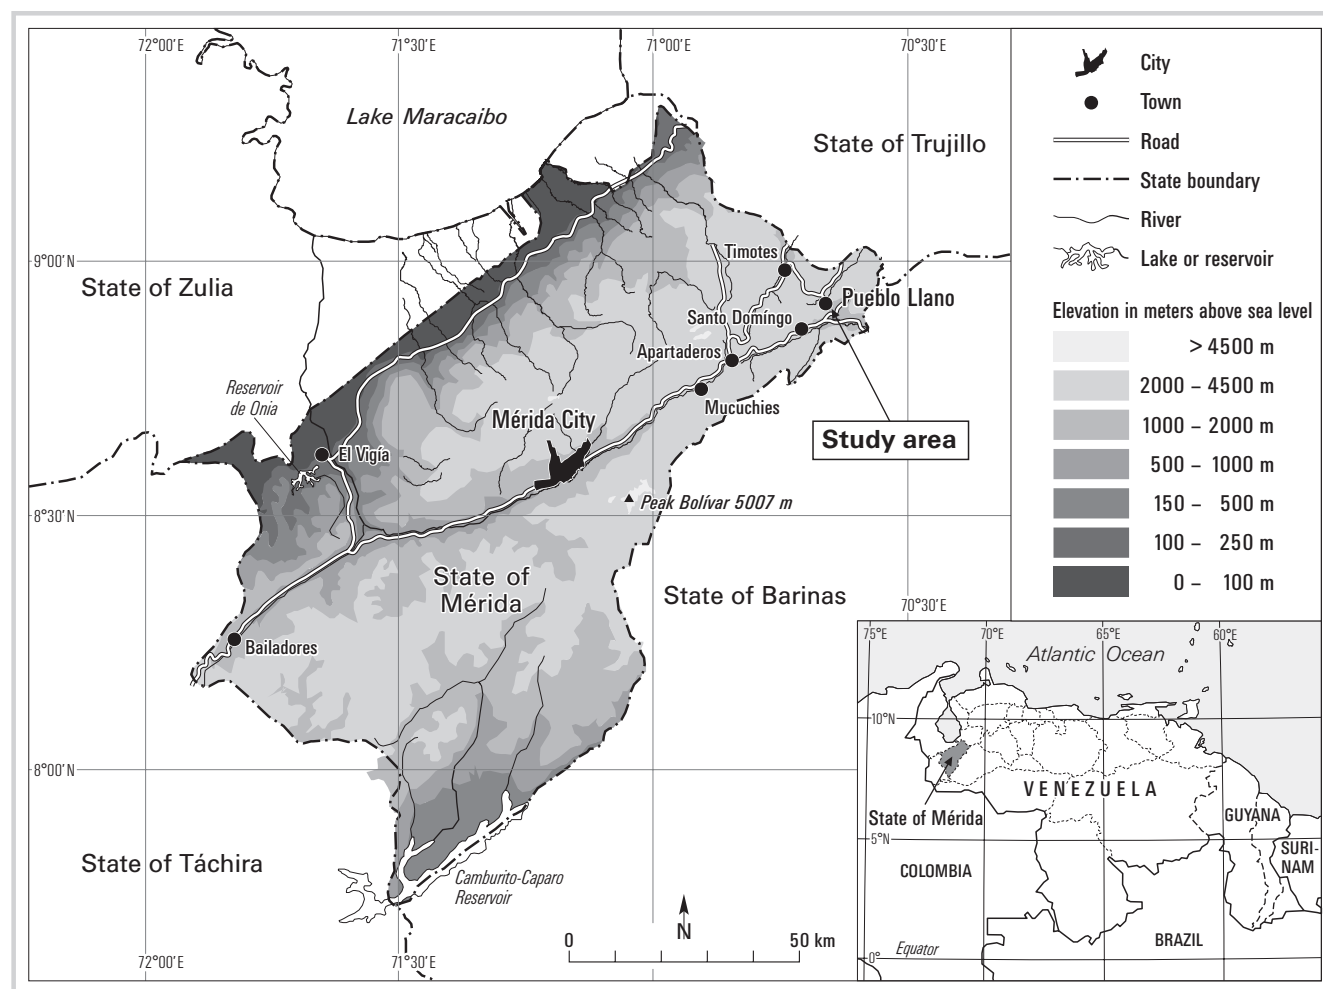 72°00'E
71°30'E
71°00'E
70°30'E
Lake Maracaibo
State of Trujillo
9°00'N
State of Zulia
Timotes
Pueblo Llano
Santo Domíngo
Apartaderos
Mucuchies
Study area
Reservoir
de Onia
Mérida City
El Vigía
Peak Bolívar 5007 m
8°30'N
State of
Mérida
State of Barinas
70°30'E
Bailadores
8°00'N
State of Táchira
Camburito-Caparo
Reservoir
N
0
50 km
72°00'E
71°30'E
City
Town
Road
State boundary
River
Lake or reservoir
Elevation in meters above sea level
> 4500 m
2000 – 4500 m
1000 – 2000 m
500 – 1000 m
150 – 500 m
100 – 250 m
0 – 100 m
75°E
70°E
65°E
60°E
Atlantic Ocean
10°N
VENEZUELA
State of Mérida
GUYANA
5°N
SURI-
NAM
COLOMBIA
BRAZIL
Equator
0°